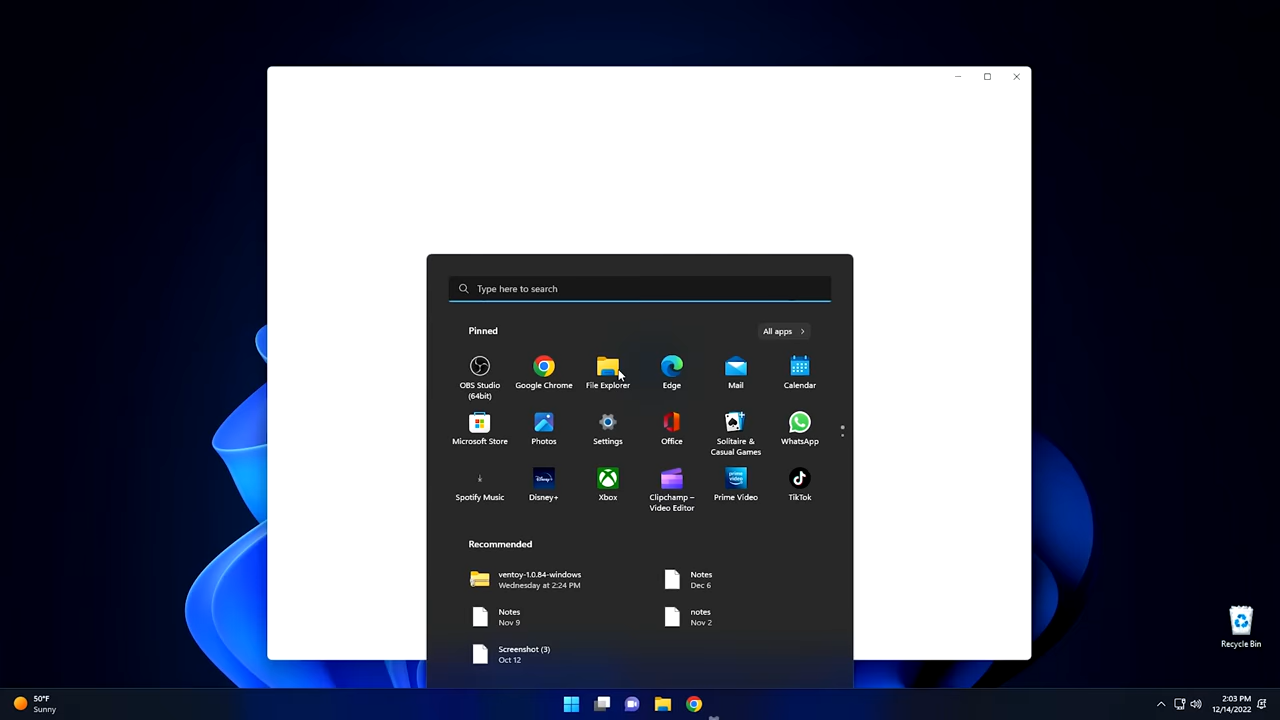 Type here to search
Pinned
All apps
OBS Studio
(64bit)
Google Chrome
File Explorer
Edge
Mail
Calendar
Microsoft Store
Photos
Settings
Office
Solitaire &
Casual Games
WhatsApp
Spotify Music
Disney+
Xbox
Clipchamp –
Video Editor
prime video
Prime Video
TikTok
Recommended
ventoy-1.0.84-windows
Wednesday at 2:24 PM
Notes
Dec 6
Notes
Nov 9
notes
Nov 2
Screenshot (3)
Oct 12
Recycle Bin
50°F
Sunny
2:03 PM
12/14/2022